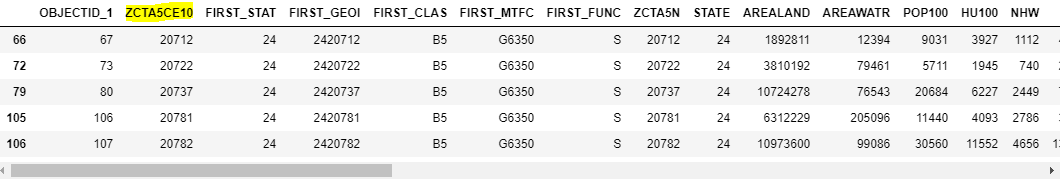 OBJECTID_1 ZCTA5CE10 FIRST_STAT FIRST_GEOI FIRST_CLAS FIRST_MTFC FIRST_FUNC ZCTA5N STATE AREALAND AREAWATR POP100 HU100 NHW
66 67 20712 24 2420712 B5 G6350 S 20712 24 1892811 12394 9031 3927 1112
72 73 20722 24 2420722 B5 G6350 S 20722 24 3810192 79461 5711 1945 740
79 80 20737 24 2420737 B5 G6350 S 20737 24 10724278 76543 20684 6227 2449
105 106 20781 24 2420781 B5 G6350 S 20781 24 6312229 205096 11440 4093 2786
106 107 20782 24 2420782 B5 G6350 S 20782 24 10973600 99086 30560 11552 4656